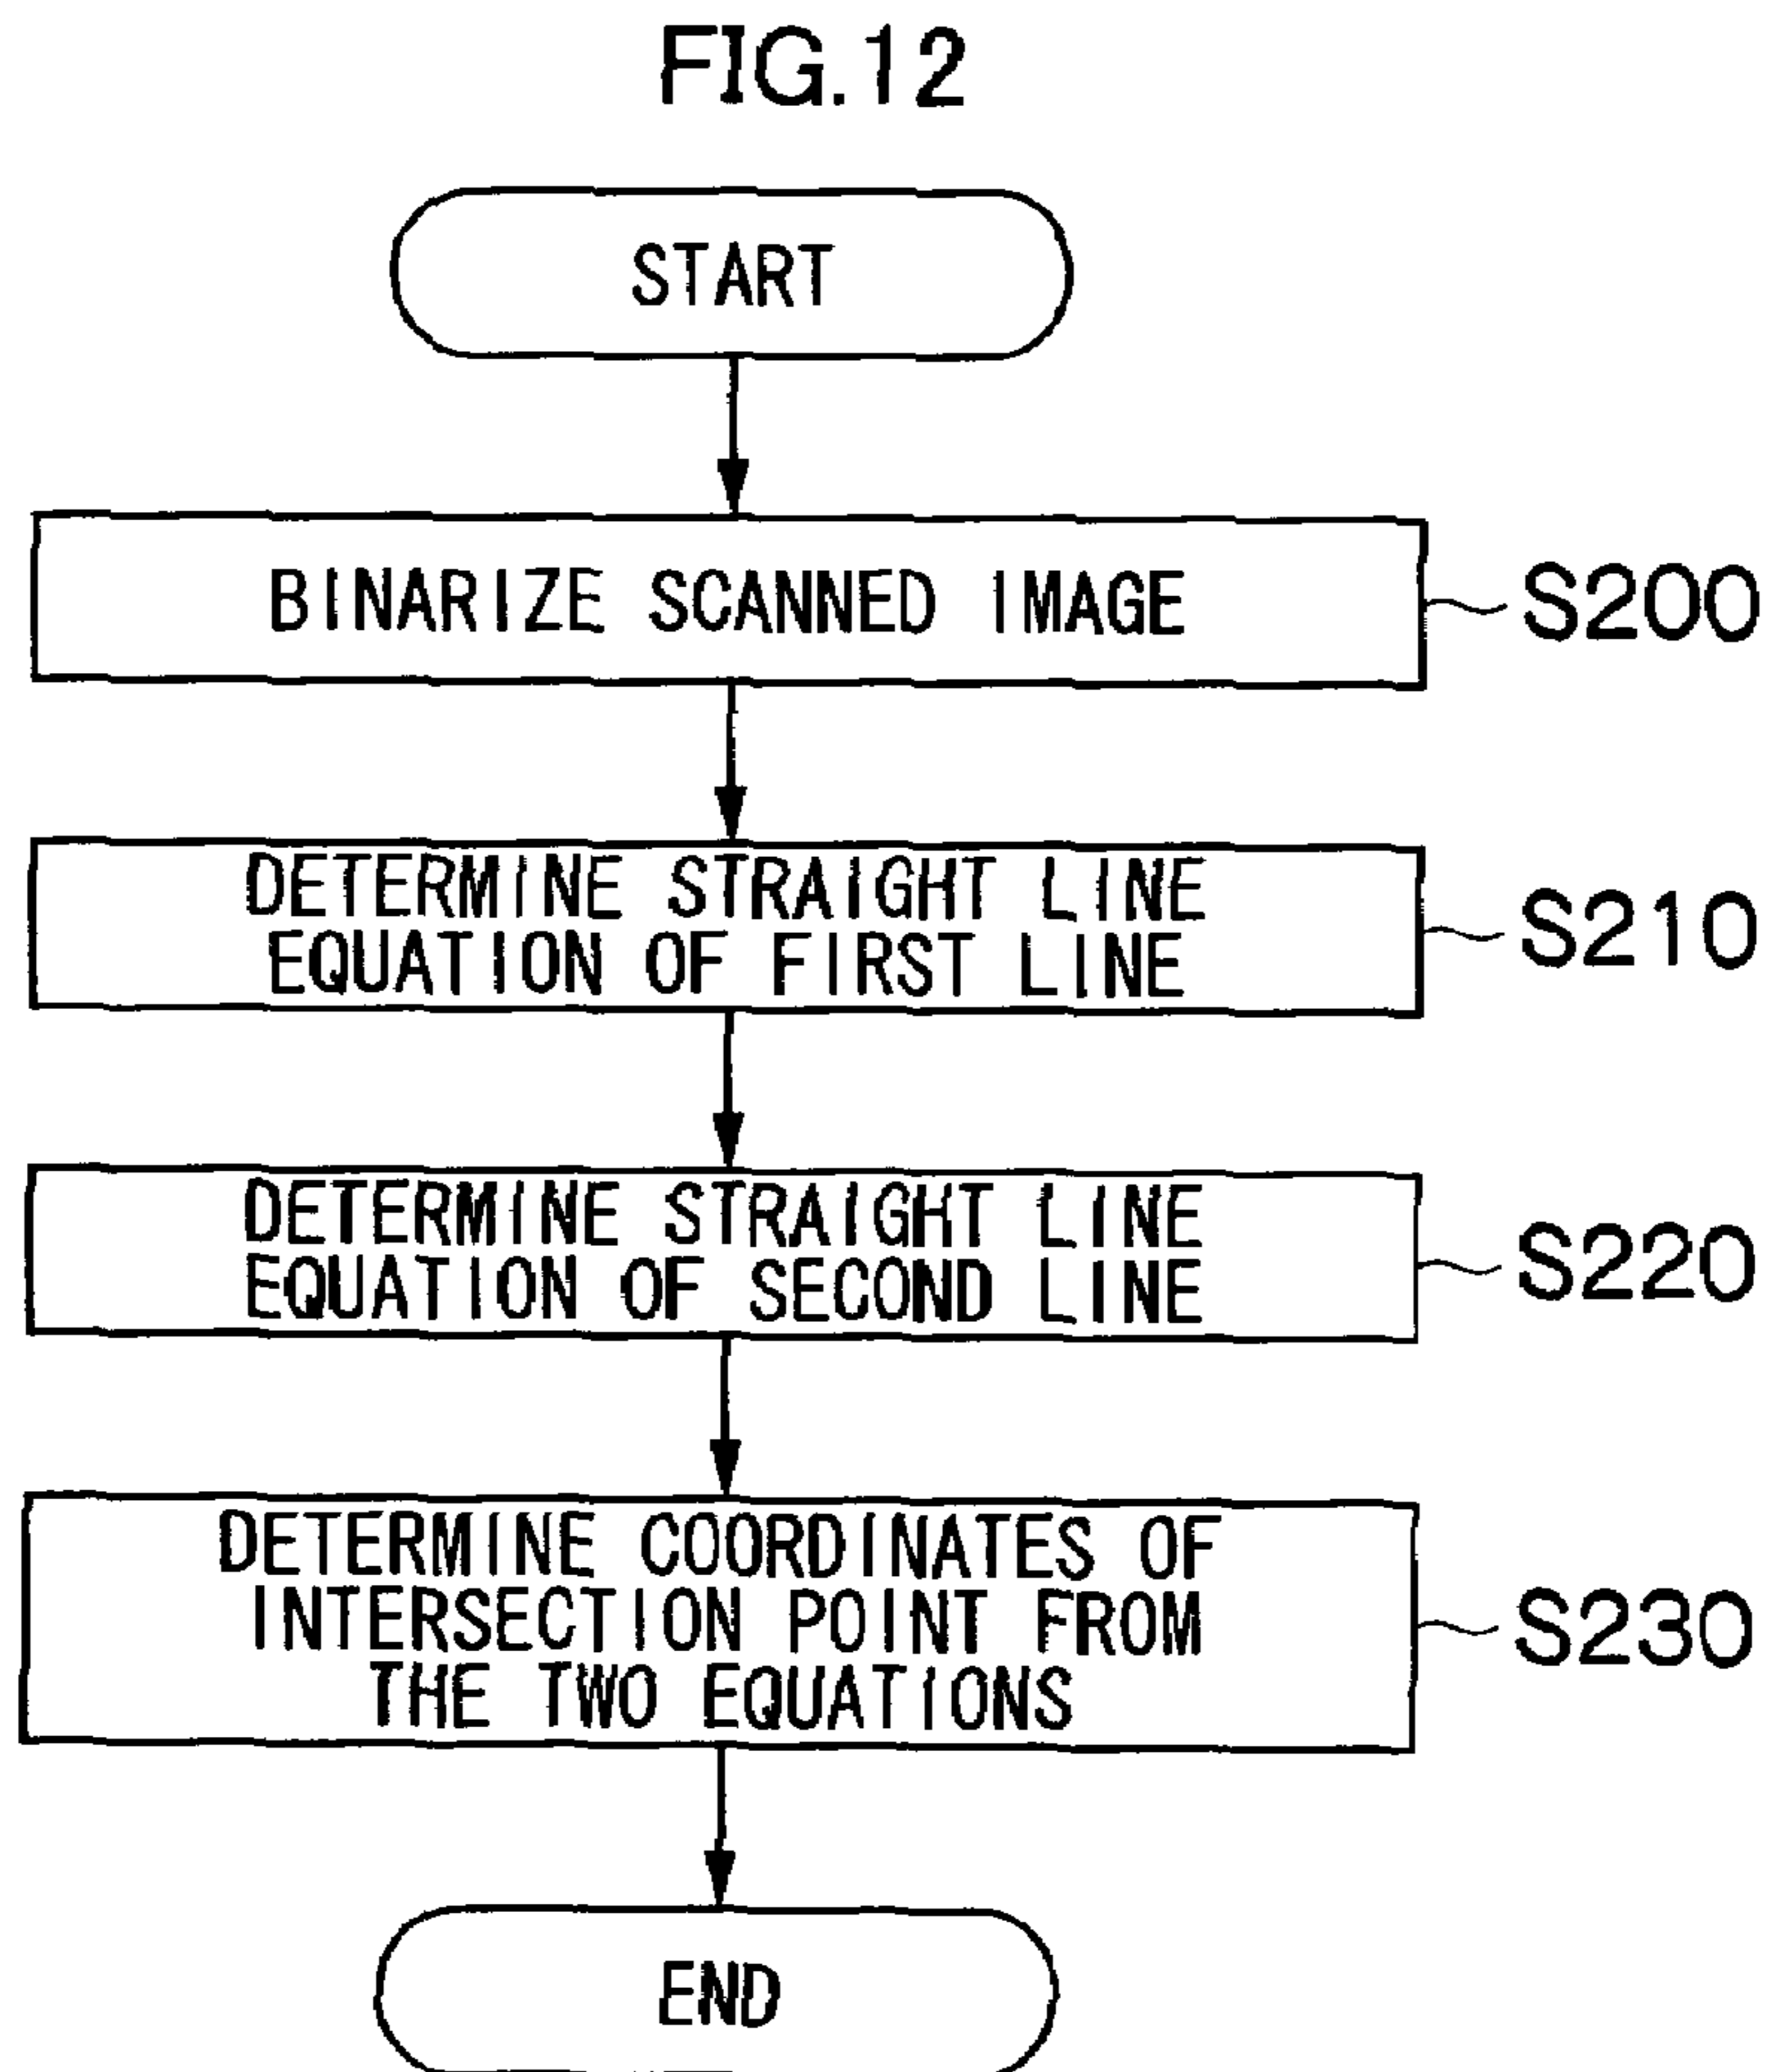 FIG.12
START
BINARIZE SCANNED IMAGE
S200
DETERMINE STRAIGHT LINE
EQUATION OF FIRST LINE
S210
DETERMINE STRAIGHT LINE
EQUATION OF SECOND LINE
S220
DETERMINE COORDINATES OF
INTERSECTION POINT FROM
THE TWO EQUATIONS
S230
END